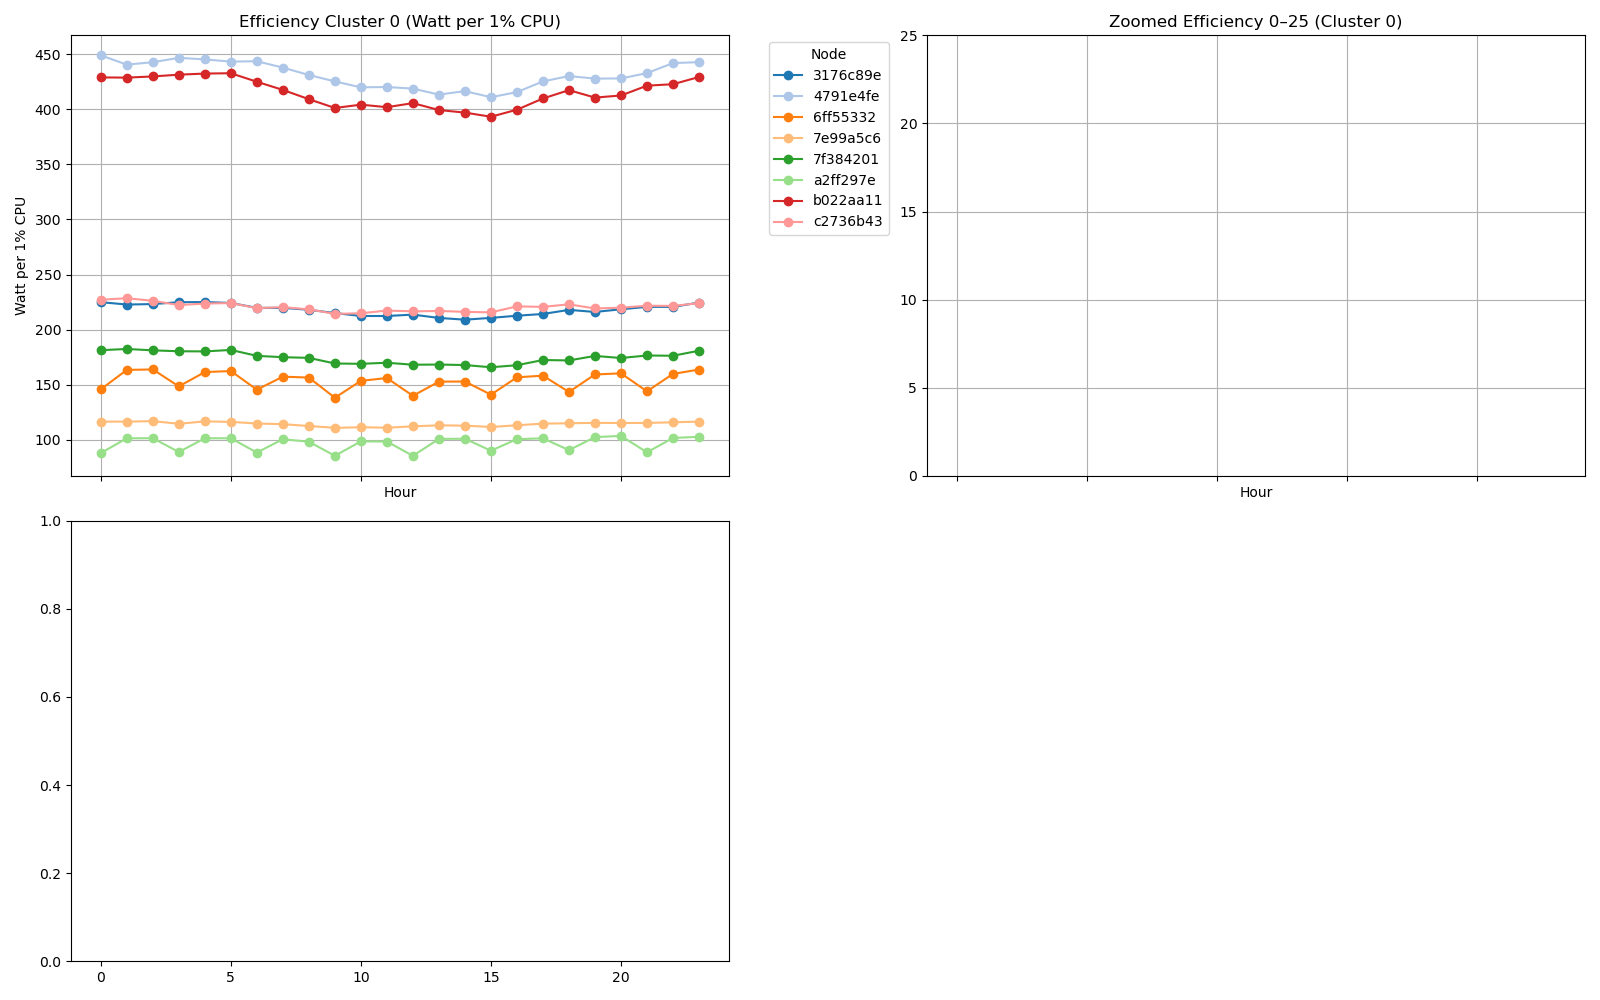 Efficiency Cluster 0 (Watt per 1% CPU)
Watt per 1% CPU
450
400
350
300
250
200
150
100
Hour
Node
3176c89e
4791e4fe
6ff55332
7e99a5c6
7f384201
a2ff297e
b022aa11
c2736b43
Zoomed Efficiency 0–25 (Cluster 0)
25
20
15
10
5
0
Hour
1.0
0.8
0.6
0.4
0.2
0.0
0 5 10 15 20